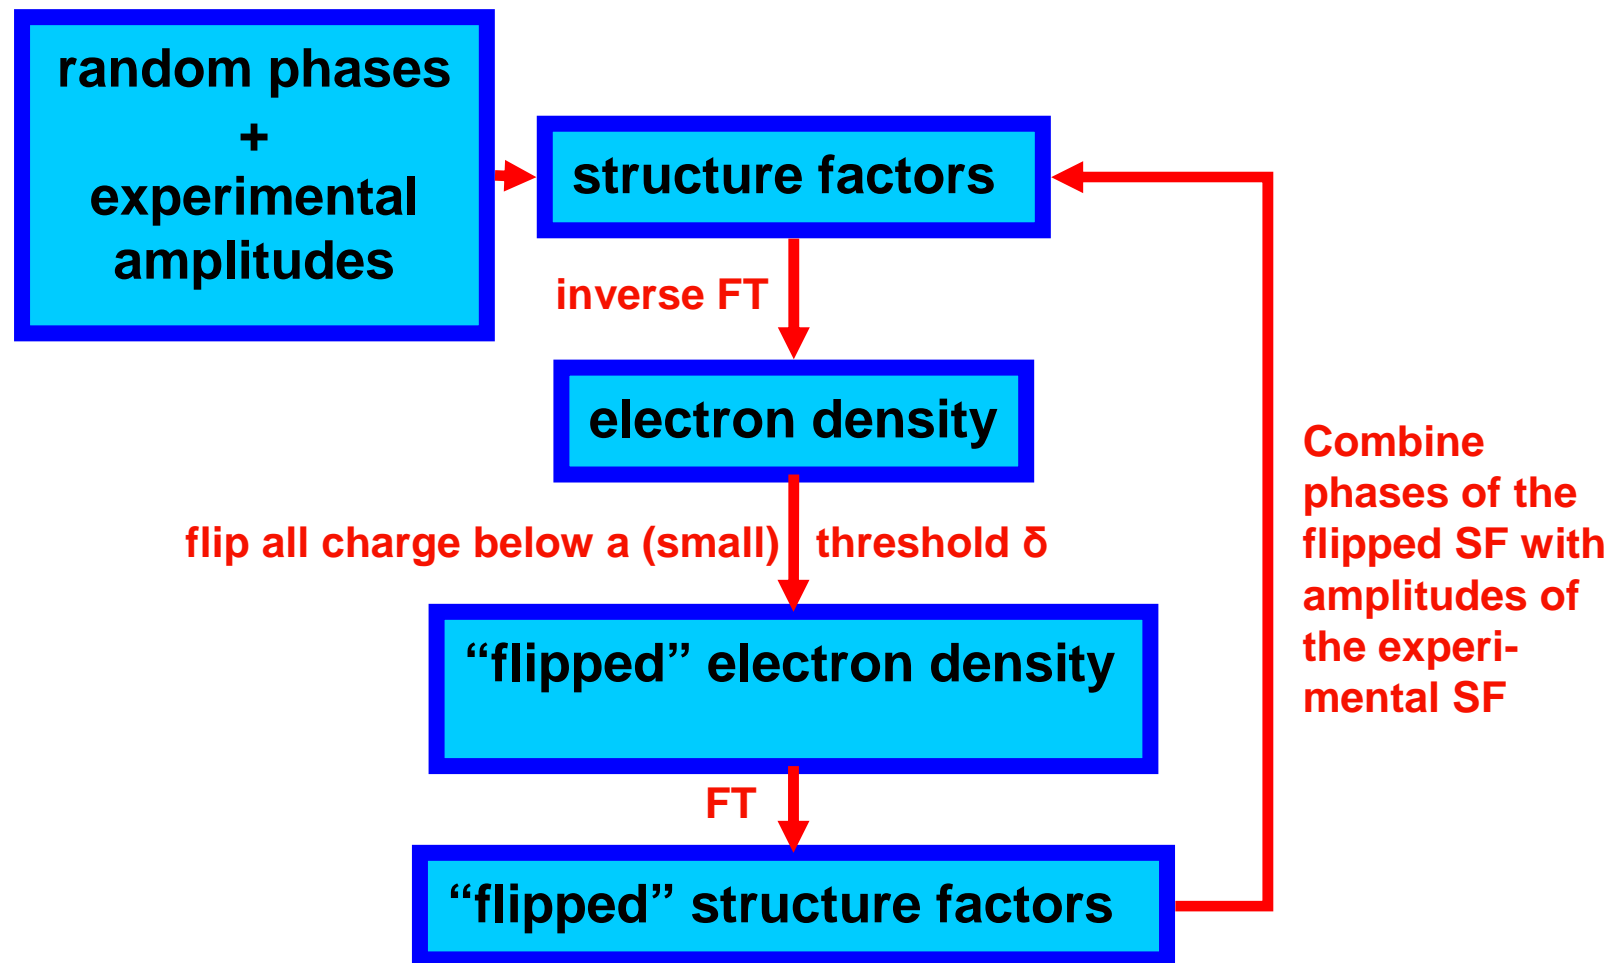 random phases
+
experimental
amplitudes
structure factors
inverse FT
electron density
flip all charge below a (small) threshold δ
“flipped” electron density
FT
“flipped” structure factors
Combine
phases of the
flipped SF with
amplitudes of
the experi-
mental SF